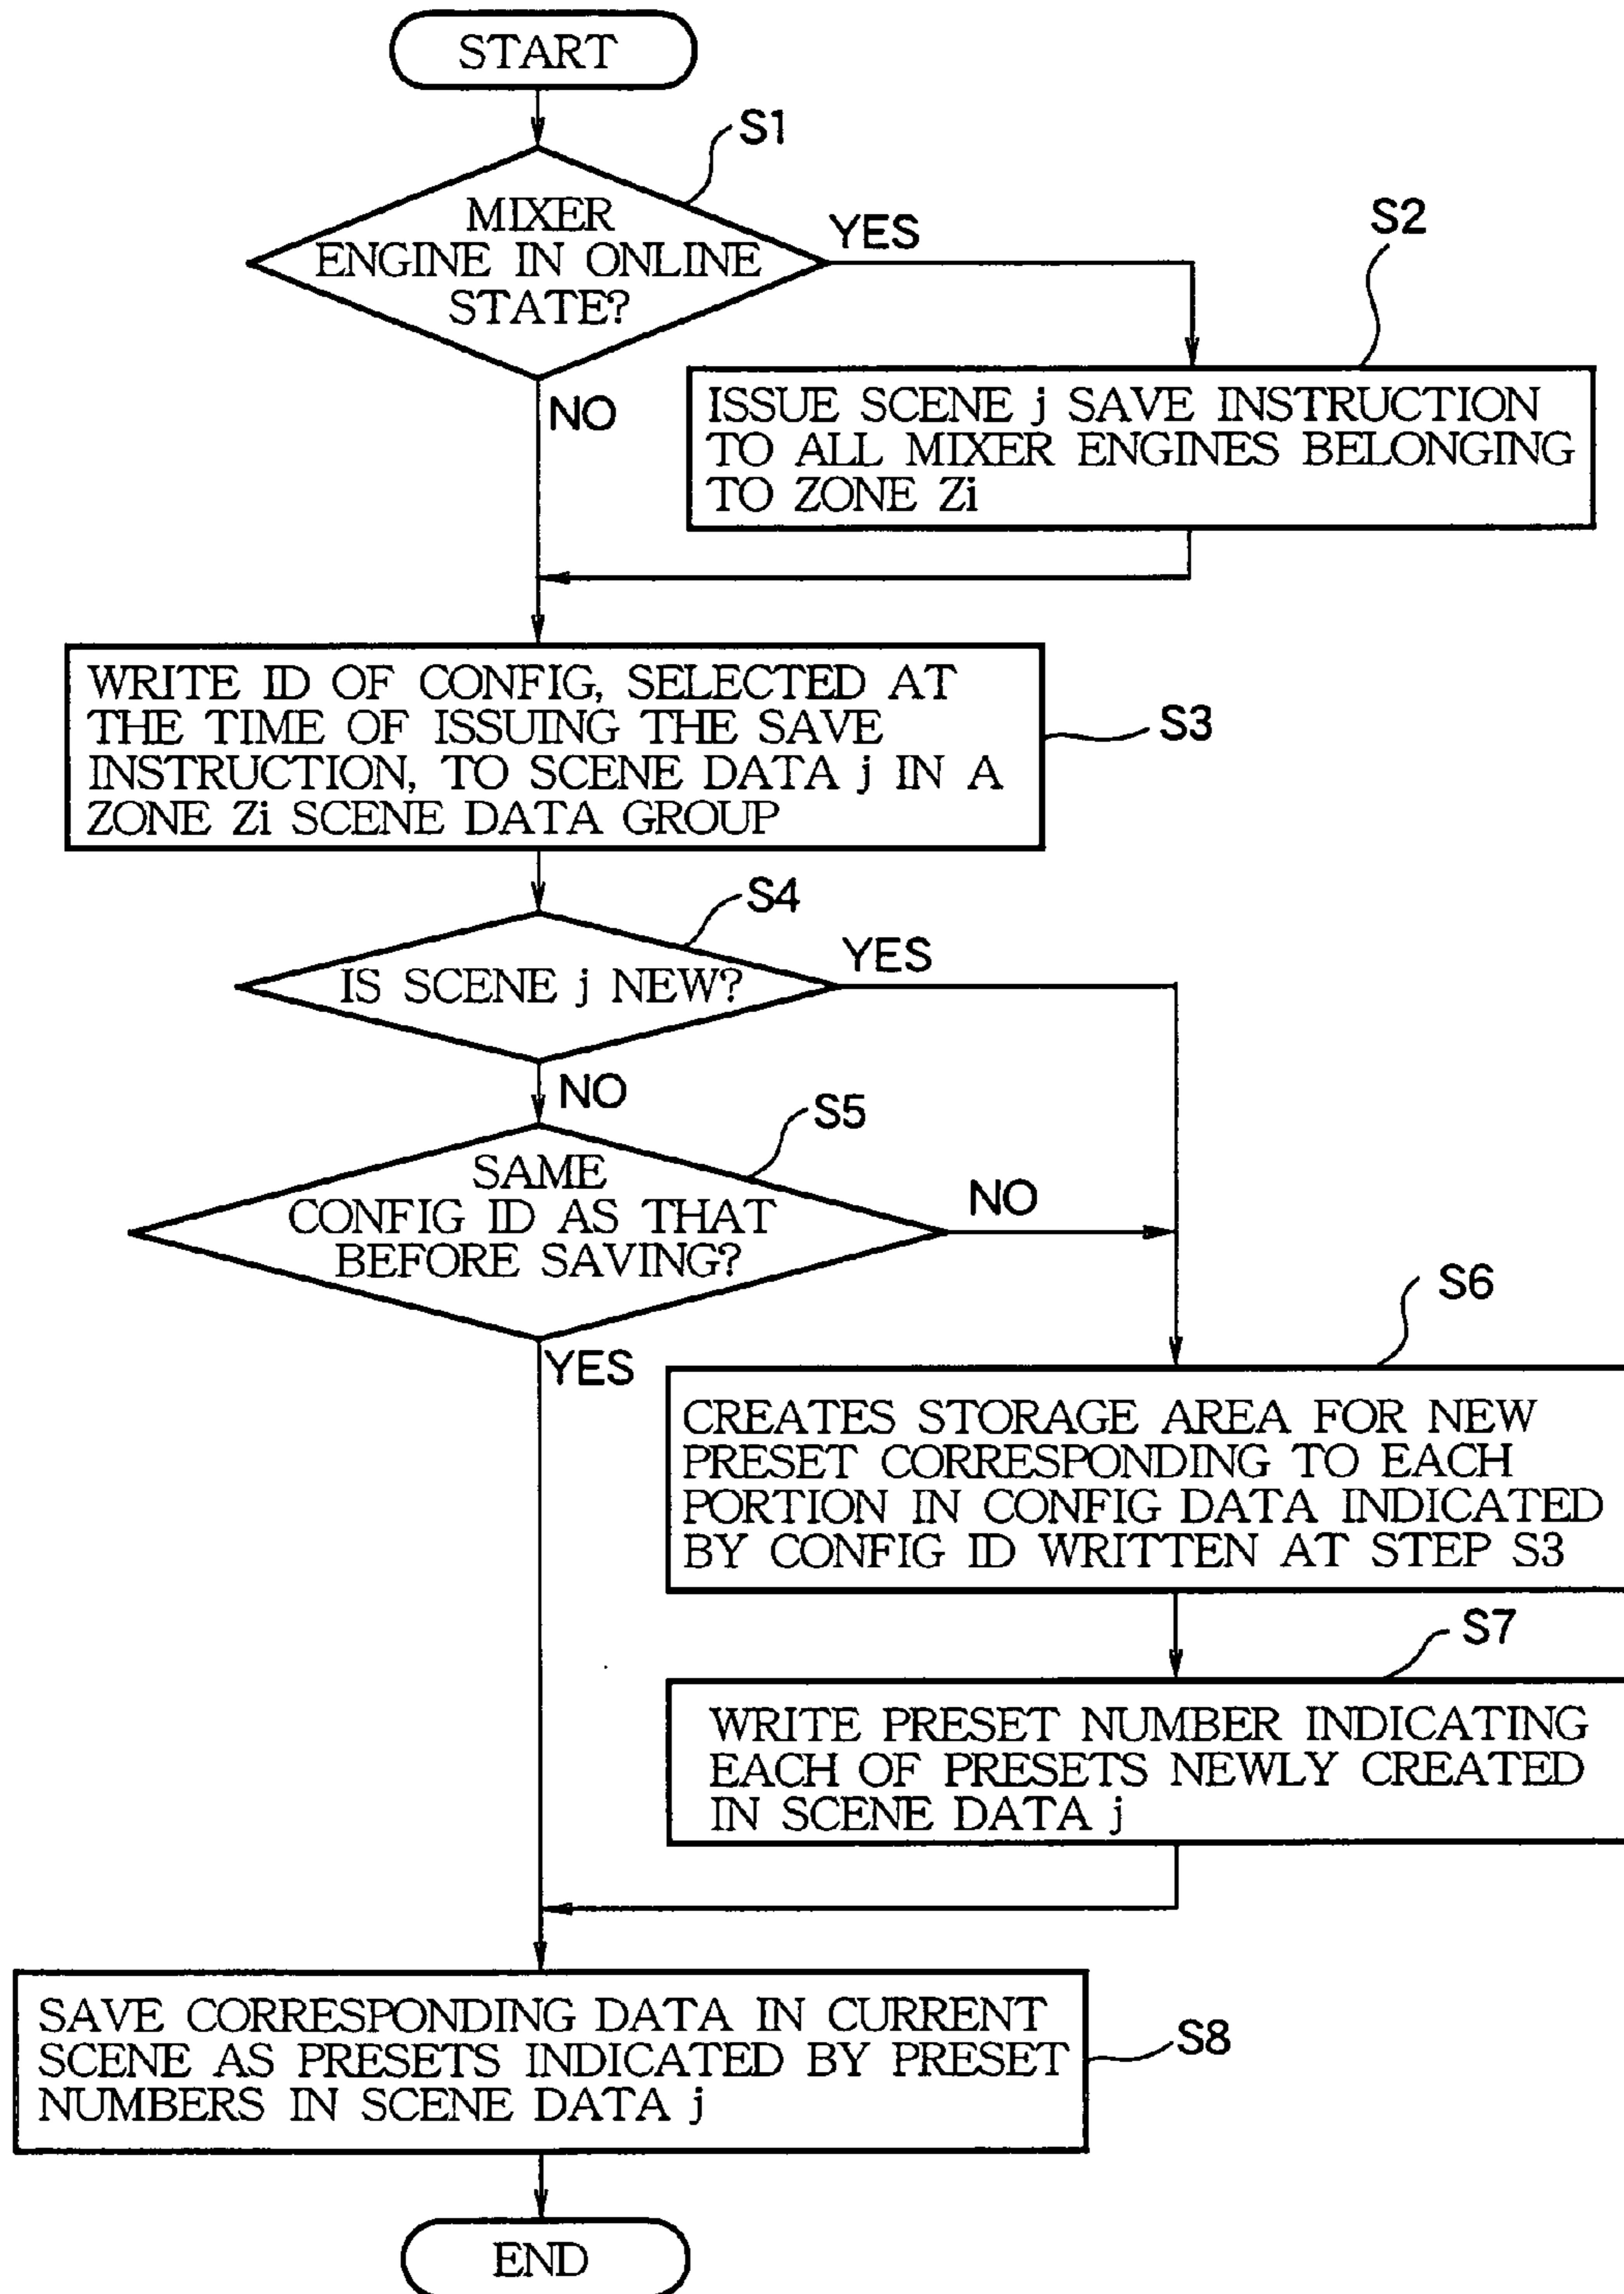 START
S1
MIXER
ENGINE IN ONLINE
STATE?
YES
NO
S2
ISSUE SCENE j SAVE INSTRUCTION
TO ALL MIXER ENGINES BELONGING
TO ZONE Zi
WRITE ID OF CONFIG, SELECTED AT
THE TIME OF ISSUING THE SAVE
INSTRUCTION, TO SCENE DATA j IN A
ZONE Zi SCENE DATA GROUP
S3
S4
IS SCENE j NEW?
YES
NO
S5
SAME
CONFIG ID AS THAT
BEFORE SAVING?
NO
YES
S6
CREATES STORAGE AREA FOR NEW
PRESET CORRESPONDING TO EACH
PORTION IN CONFIG DATA INDICATED
BY CONFIG ID WRITTEN AT STEP S3
S7
WRITE PRESET NUMBER INDICATING
EACH OF PRESETS NEWLY CREATED
IN SCENE DATA j
SAVE CORRESPONDING DATA IN CURRENT
SCENE AS PRESETS INDICATED BY PRESET
NUMBERS IN SCENE DATA j
S8
END